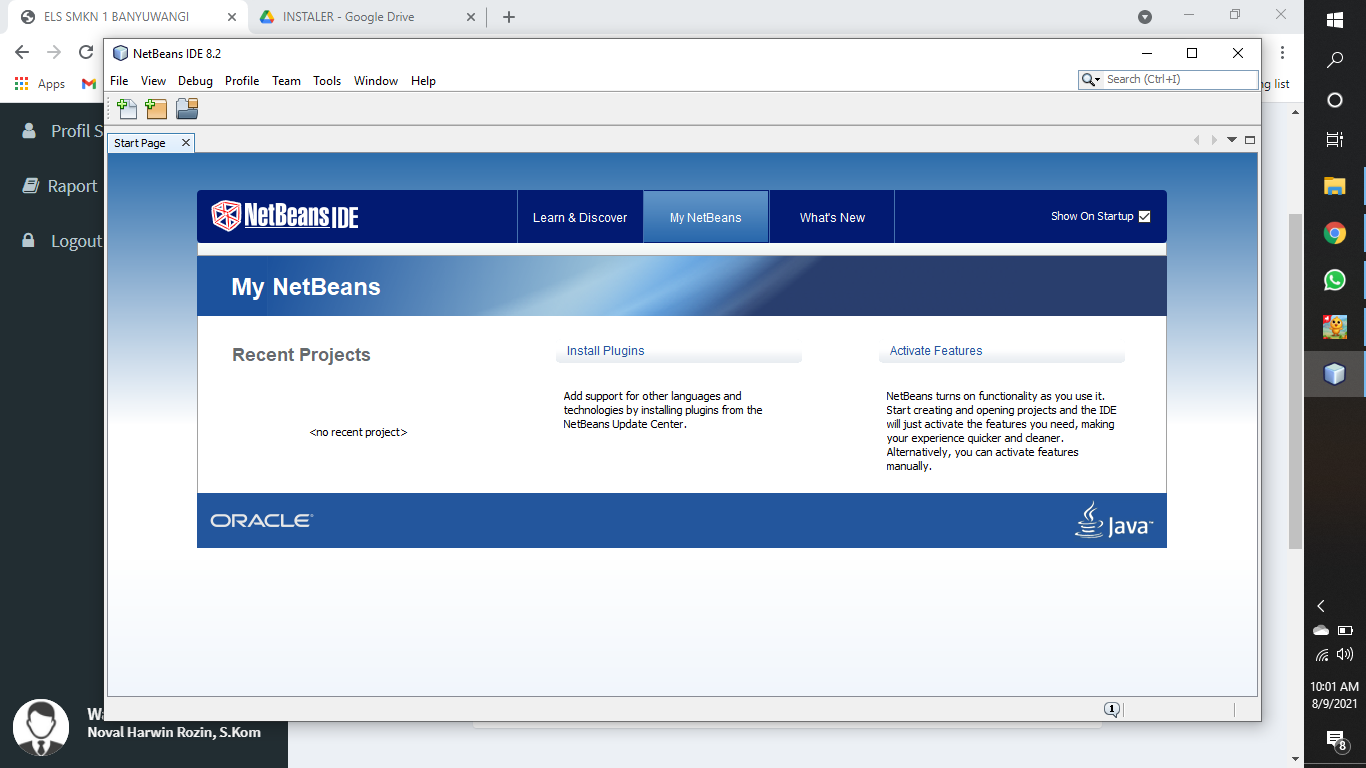 ELS SMKN 1 BANYUWANGI
INSTALER - Google Drive
Apps
ng list
NetBeans IDE 8.2
File View Debug Profile Team Tools Window Help
Search (Ctrl+I)
Start Page
Profil S
Raport
Logout
NetBeans IDE
Learn & Discover
My NetBeans
What's New
Show On Startup
My NetBeans
Recent Projects
<no recent project>
Install Plugins
Add support for other languages and
technologies by installing plugins from the
NetBeans Update Center.
Activate Features
NetBeans turns on functionality as you use it.
Start creating and opening projects and the IDE
will just activate the features you need, making
your experience quicker and cleaner.
Alternatively, you can activate features
manually.
ORACLE
Java™
1
Noval Harwin Rozin, S.Kom
10:01 AM
8/9/2021
8